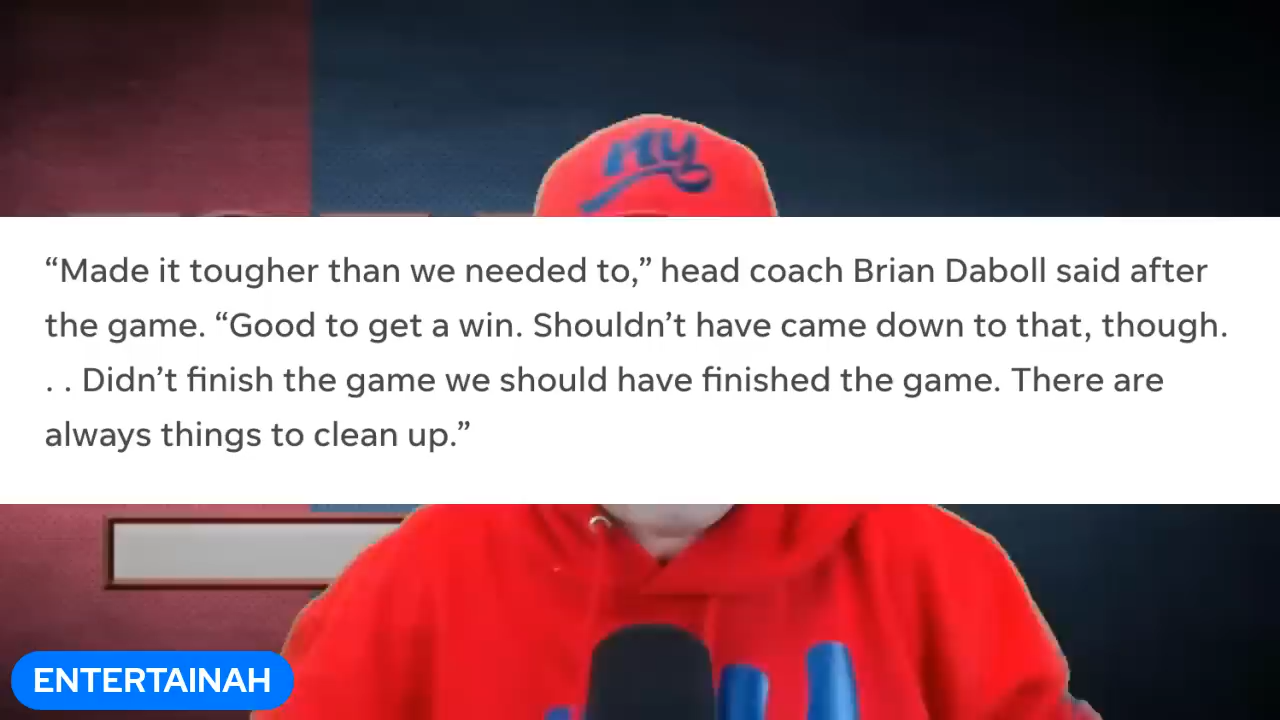 My
“Made it tougher than we needed to,” head coach Brian Daboll said after
the game. “Good to get a win. Shouldn’t have came down to that, though.
. . Didn’t finish the game we should have finished the game. There are
always things to clean up.”
ENTERTAINAH